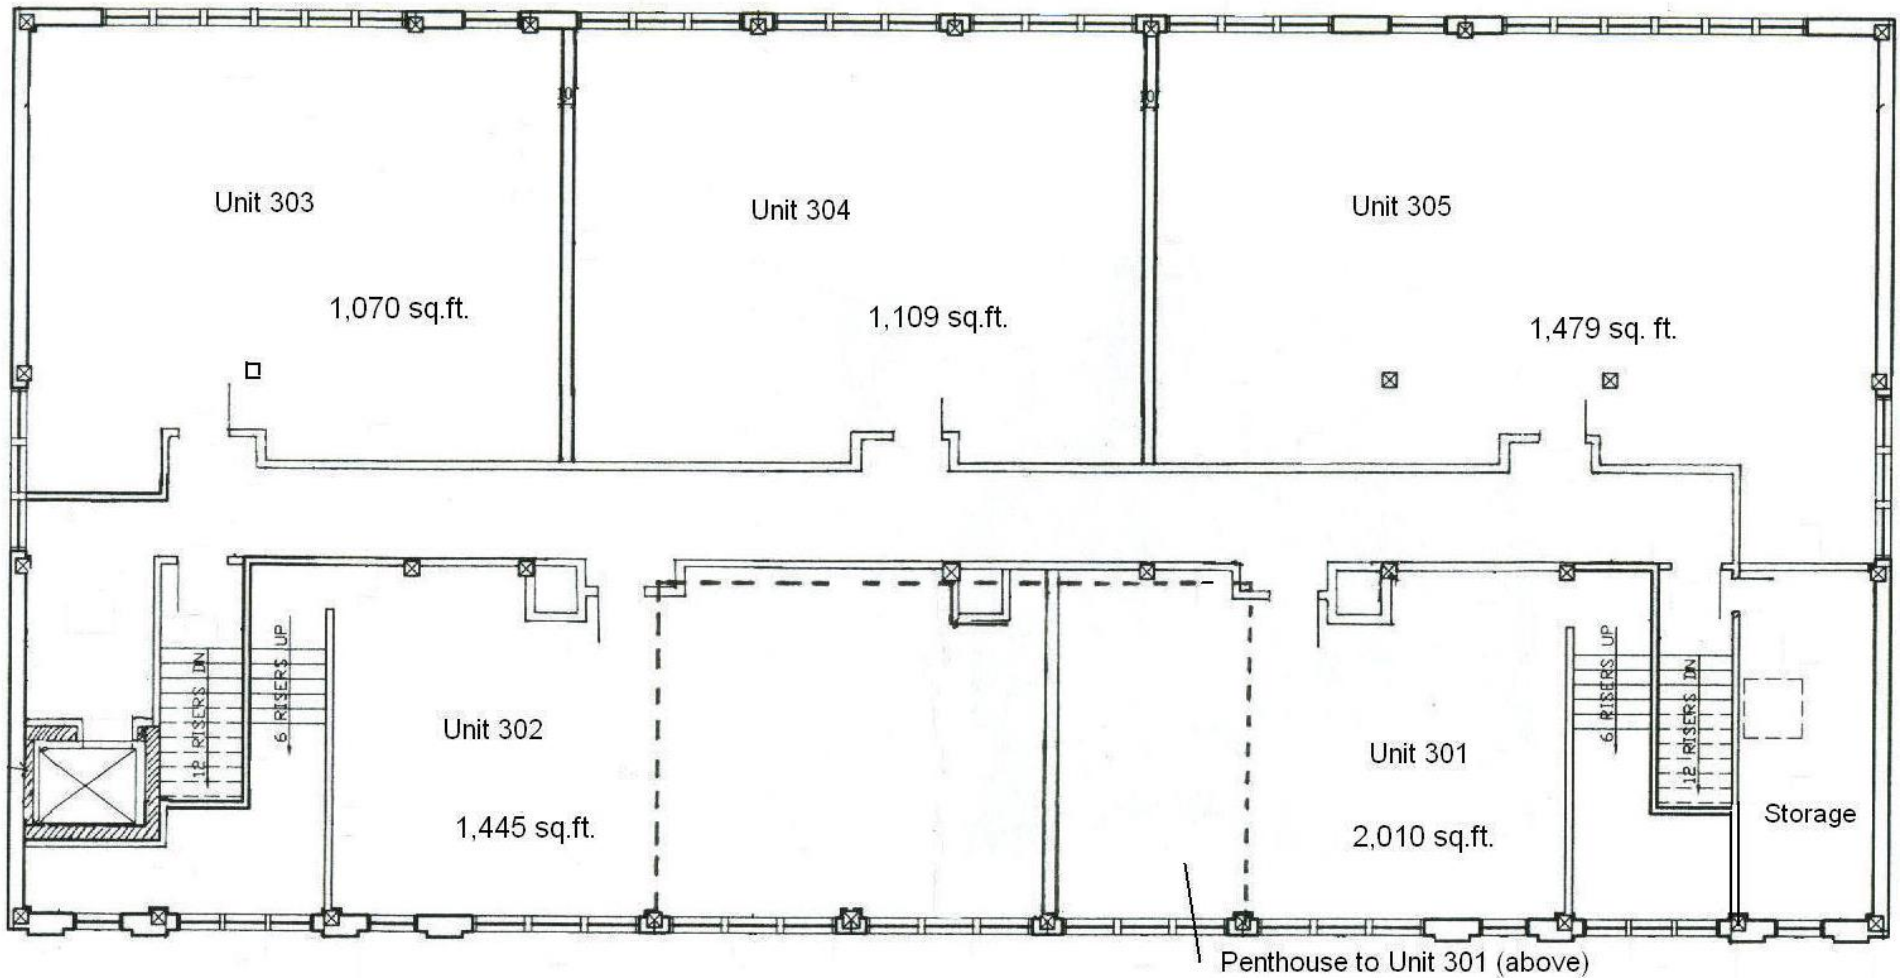 Unit 303
Unit 304
Unit 305
1,070 sq.ft.
1,109 sq.ft.
1,479 sq. ft.
12 RISERS DN
6 RISERS UP
Unit 302
1,445 sq.ft.
Unit 301
2,010 sq.ft.
6 RISERS UP
12 RISERS DN
Storage
Penthouse to Unit 301 (above)